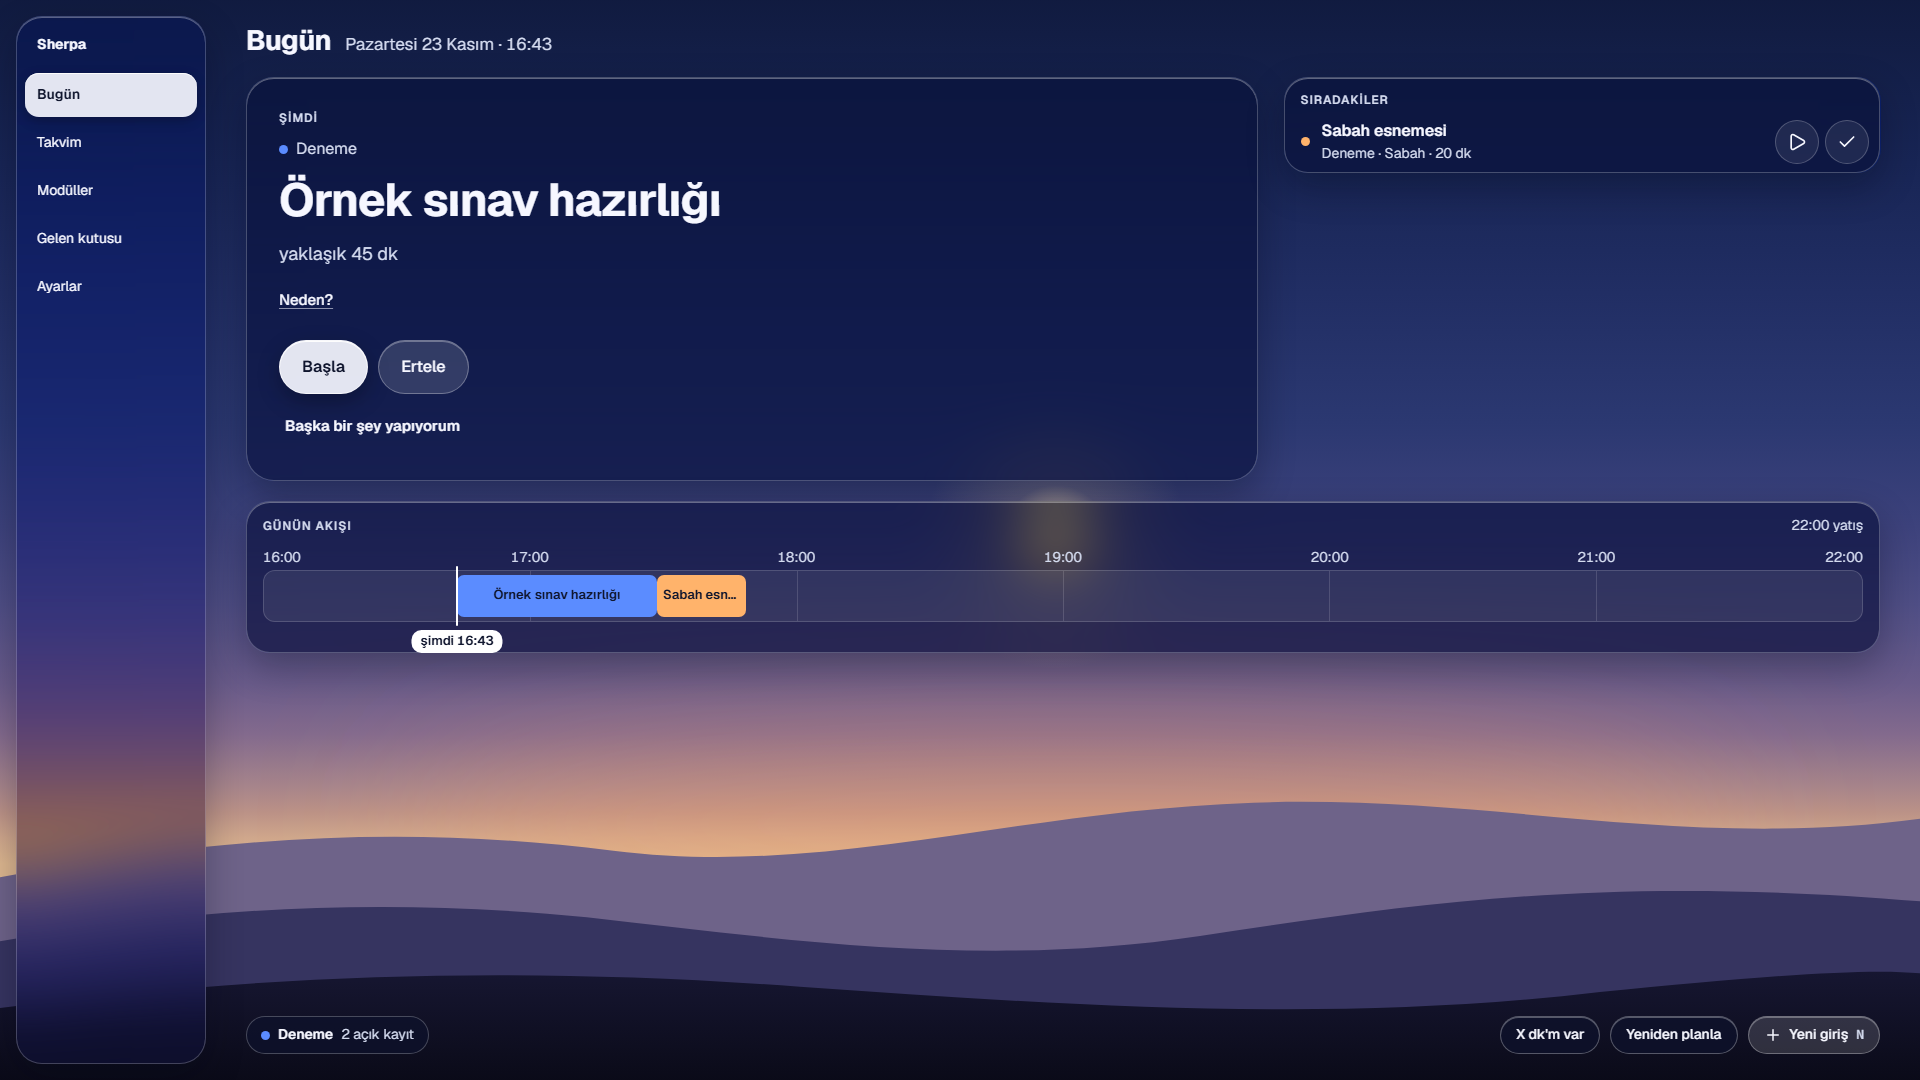 Sherpa
Bugün
Takvim
Modüller
Gelen kutusu
Ayarlar
Bugün Pazartesi 23 Kasım · 16:43
ŞİMDİ
Deneme
Örnek sınav hazırlığı
yaklaşık 45 dk
Neden?
Başla Ertele
Başka bir şey yapıyorum
SIRADAKİLER
Sabah esnemesi
Deneme · Sabah · 20 dk
GÜNÜN AKIŞI 22:00 yatış
16:00 17:00 18:00 19:00 20:00 21:00 22:00
Örnek sınav hazırlığı Sabah esn...
şimdi 16:43
Deneme 2 açık kayıt
X dk'm var Yeniden planla + Yeni giriş N